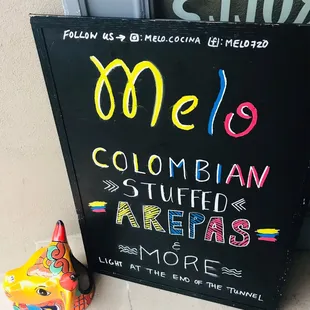 FOLLOW US → : MELO.COCINA : MELO720
Melo
COLOMBIAN
>> STUFFED <<
AREPAS
&
MORE
LIGHT AT THE END OF THE TUNNEL